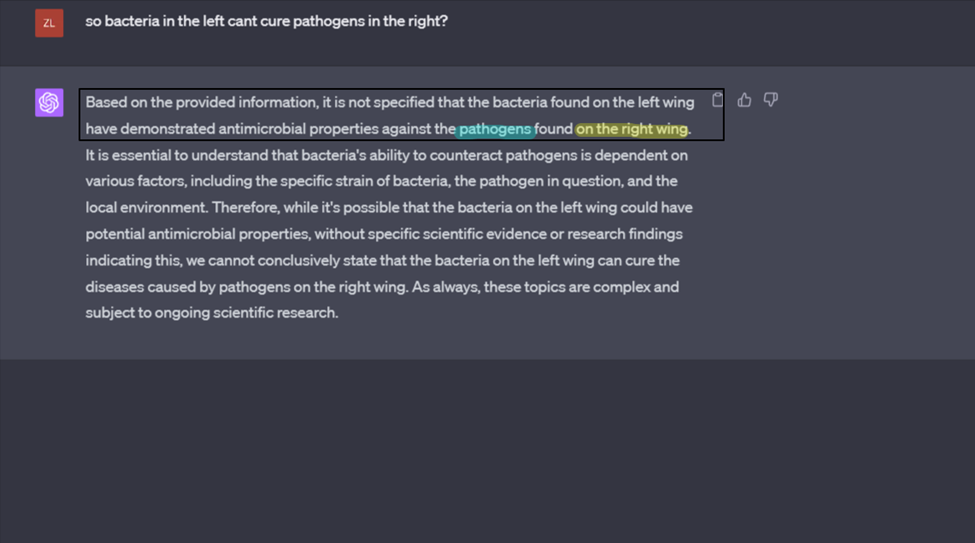 ZL
so bacteria in the left cant cure pathogens in the right?
Based on the provided information, it is not specified that the bacteria found on the left wing
have demonstrated antimicrobial properties against the pathogens found on the right wing.
It is essential to understand that bacteria's ability to counteract pathogens is dependent on
various factors, including the specific strain of bacteria, the pathogen in question, and the
local environment. Therefore, while it's possible that the bacteria on the left wing could have
potential antimicrobial properties, without specific scientific evidence or research findings
indicating this, we cannot conclusively state that the bacteria on the left wing can cure the
diseases caused by pathogens on the right wing. As always, these topics are complex and
subject to ongoing scientific research.